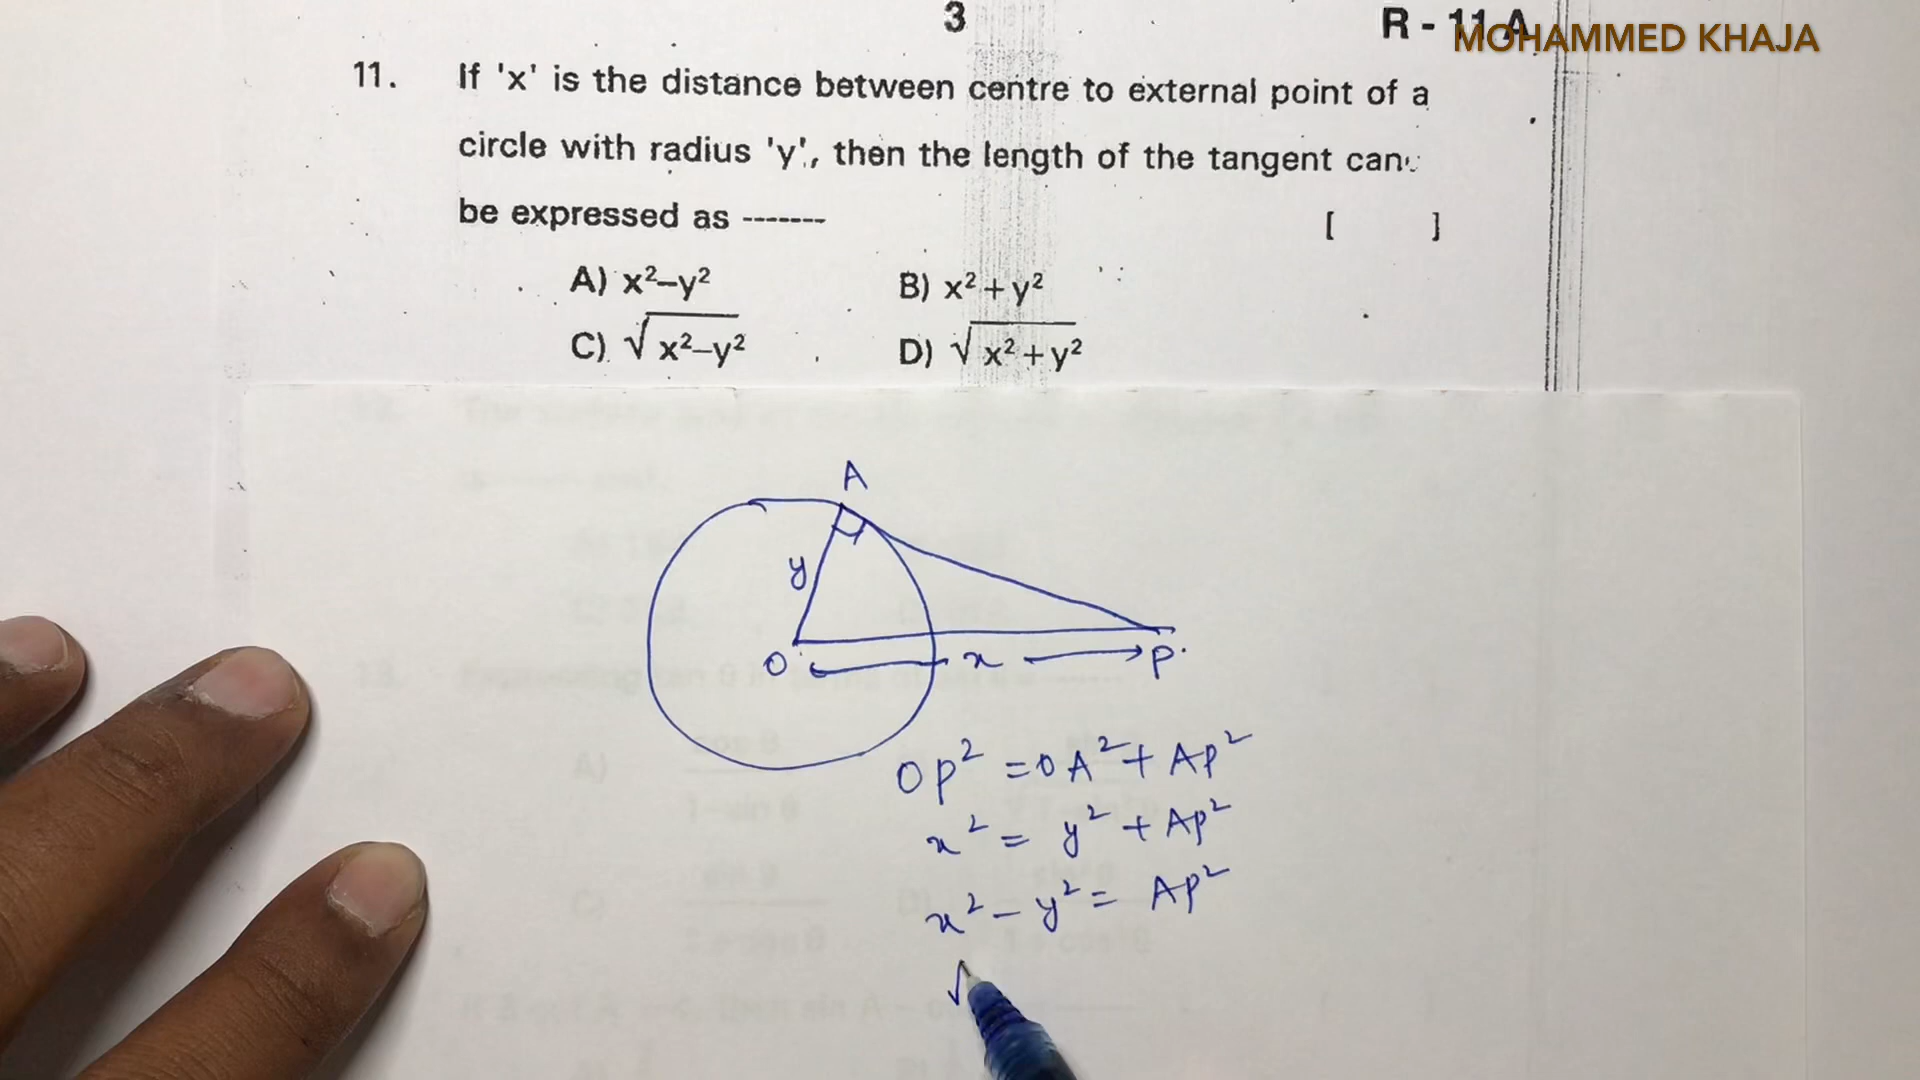 3
R - 11 A
MOHAMMED KHAJA
11. If 'x' is the distance between centre to external point of a
circle with radius 'y', then the length of the tangent can
be expressed as ------- [ ]
A) x²–y² B) x²+y²
C) √x²–y² D) √x²+y²
A
y
O x P
OP² = OA² + AP²
x² = y² + AP²
x² – y² = AP²
√